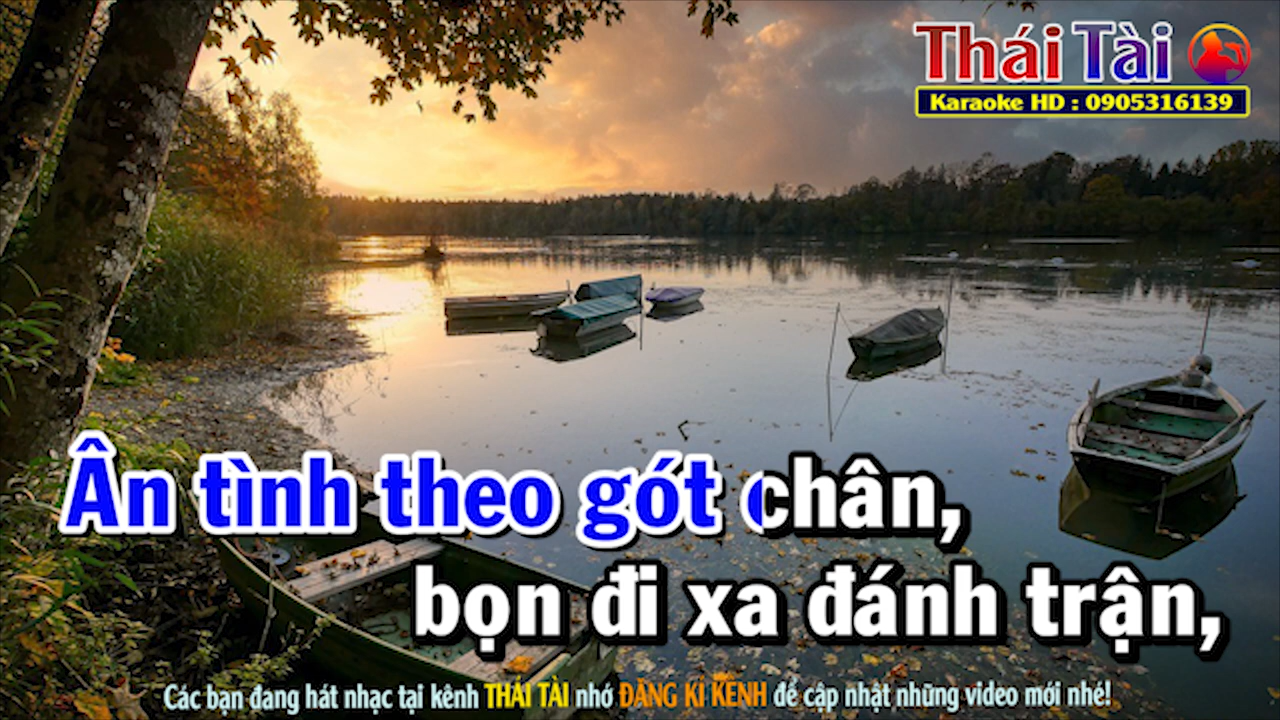 Thái Tài
Karaoke HD : 0905316139
Ân tình theo gót chân,
bọn đi xa đánh trận,
Các bạn đang hát nhạc tại kênh THÁI TÀI nhớ ĐĂNG KÍ KÊNH để cập nhật những video mới nhé!